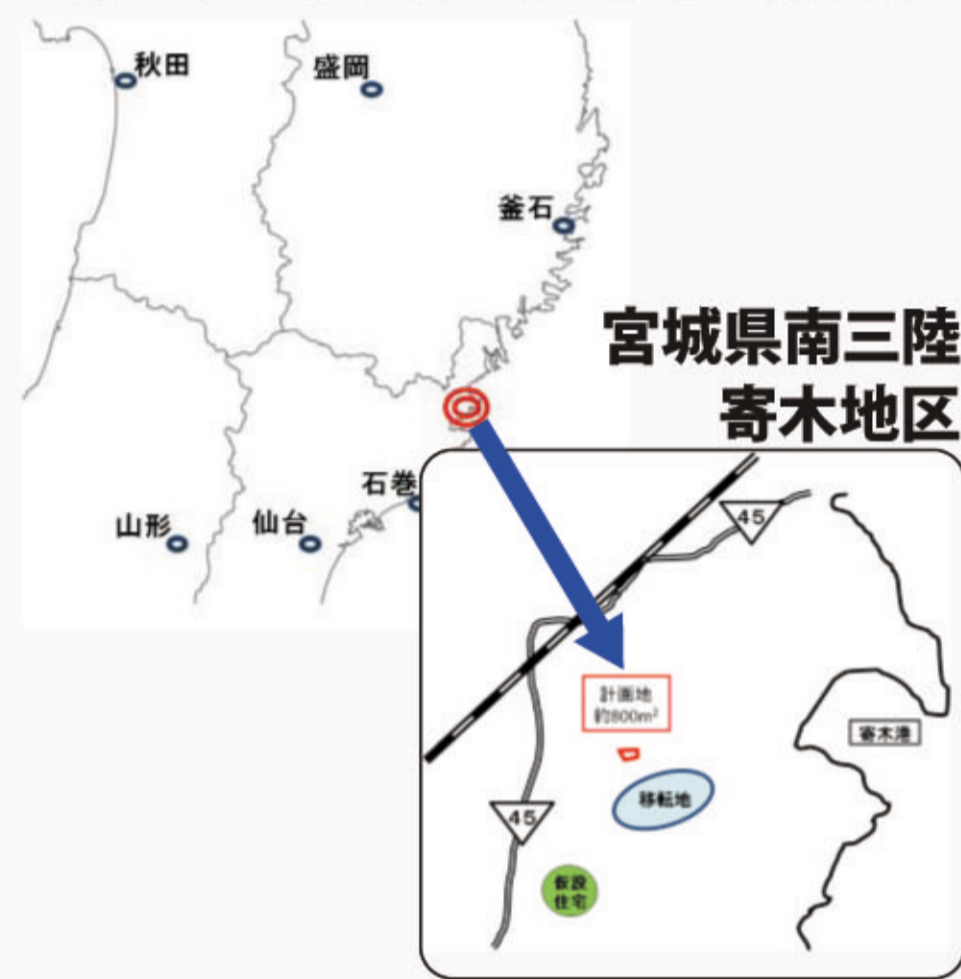 秋田
盛岡
釜石
宮城県南三陸
寄木地区
石巻
山形
仙台
45
計画地
約800m²
寄木港
移転地
45
仮設
住宅